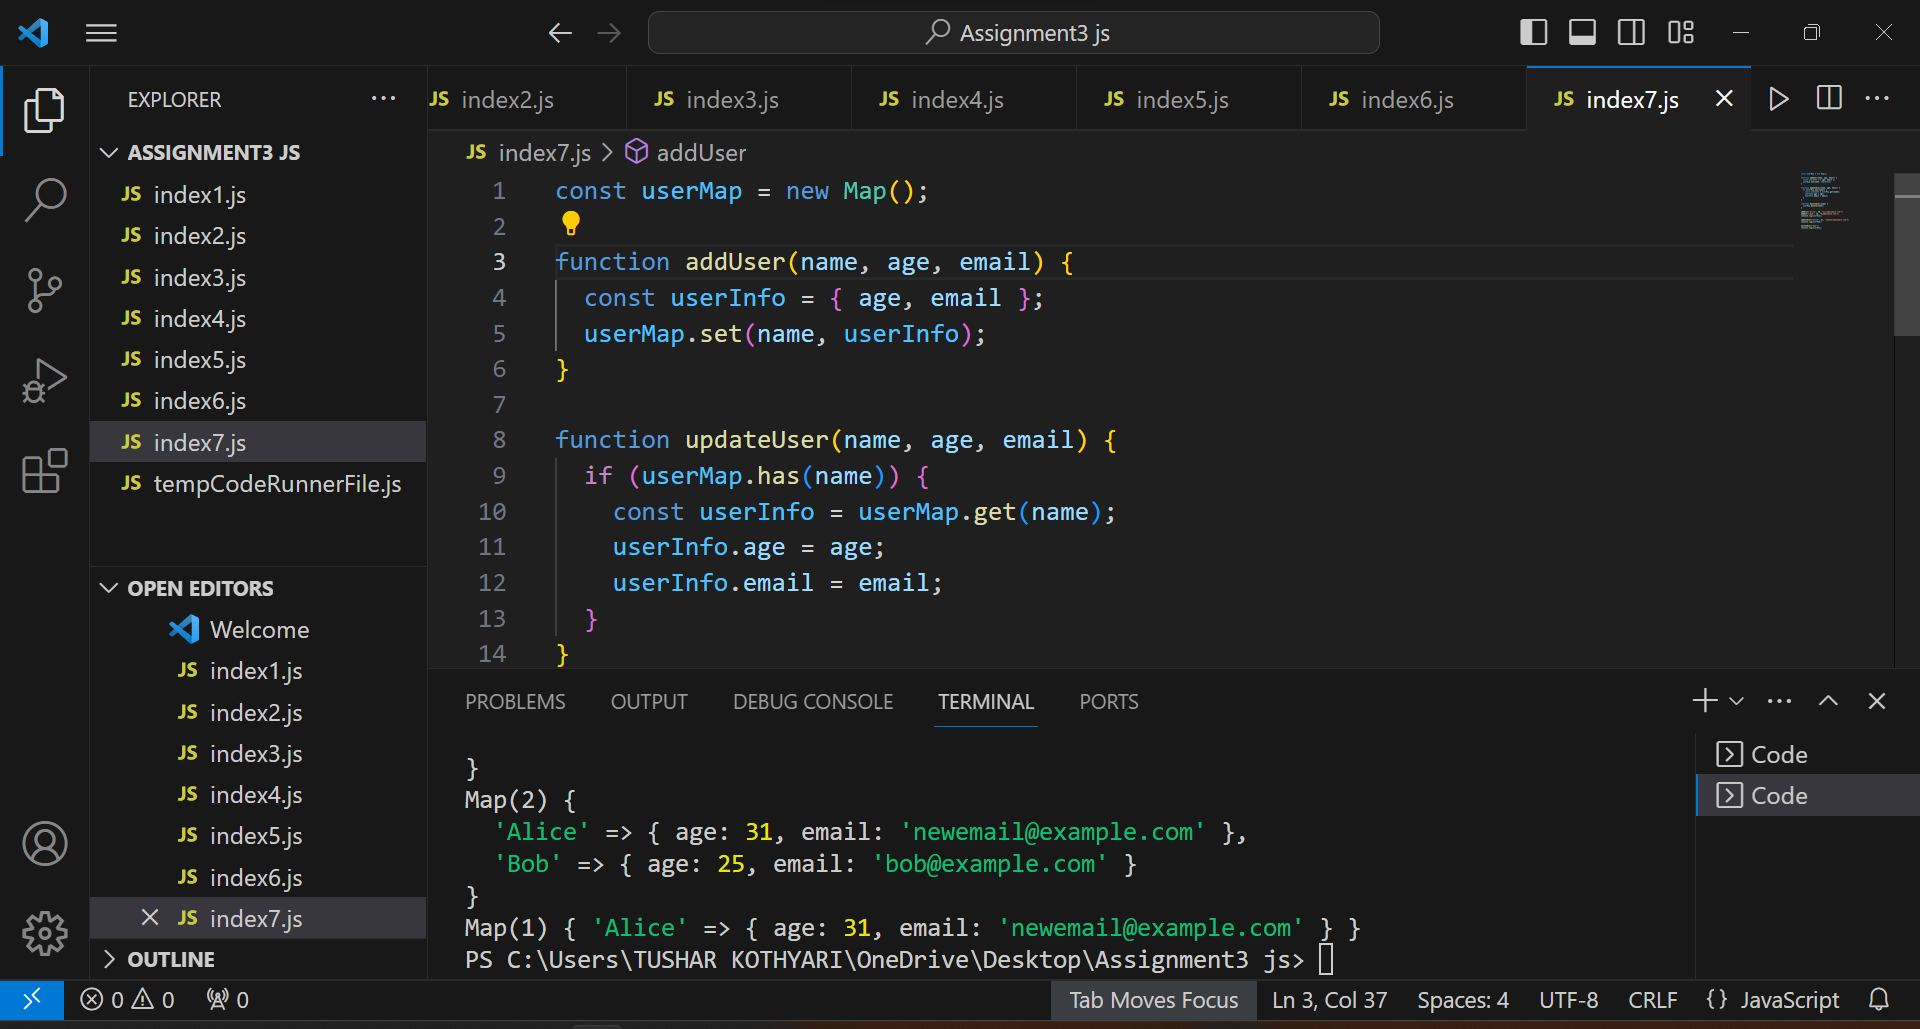 Assignment3 js
EXPLORER
ASSIGNMENT3 JS
JS index1.js
JS index2.js
JS index3.js
JS index4.js
JS index5.js
JS index6.js
JS index7.js
JS tempCodeRunnerFile.js
OPEN EDITORS
Welcome
JS index1.js
JS index2.js
JS index3.js
JS index4.js
JS index5.js
JS index6.js
JS index7.js
OUTLINE
JS index2.js JS index3.js JS index4.js JS index5.js JS index6.js JS index7.js
JS index7.js > addUser
1 const userMap = new Map();
2
3 function addUser(name, age, email) {
4 const userInfo = { age, email };
5 userMap.set(name, userInfo);
6 }
7
8 function updateUser(name, age, email) {
9 if (userMap.has(name)) {
10 const userInfo = userMap.get(name);
11 userInfo.age = age;
12 userInfo.email = email;
13 }
14 }
PROBLEMS OUTPUT DEBUG CONSOLE TERMINAL PORTS
}
Map(2) {
'Alice' => { age: 31, email: 'newemail@example.com' },
'Bob' => { age: 25, email: 'bob@example.com' }
}
Map(1) { 'Alice' => { age: 31, email: 'newemail@example.com' } }
PS C:\Users\TUSHAR KOTHYARI\OneDrive\Desktop\Assignment3 js>
Code
Code
0 0 0 Tab Moves Focus Ln 3, Col 37 Spaces: 4 UTF-8 CRLF {} JavaScript